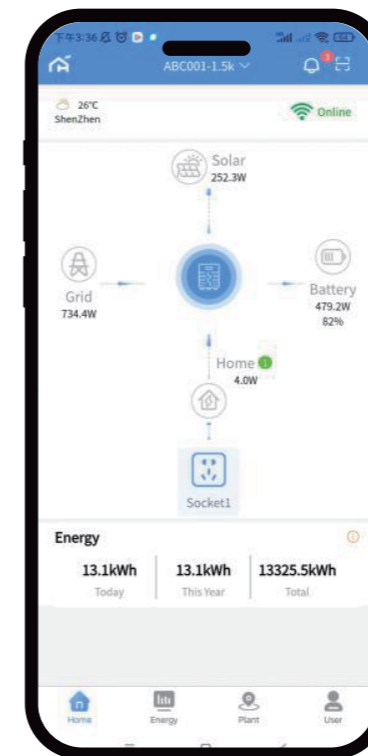 下午3:36
54
ABC001-1.5k
3
26°C
ShenZhen
Online
Solar
252.3W
Grid
734.4W
Battery
479.2W
82%
Home
4.0W
Socket1
Energy
13.1kWh 13.1kWh 13325.5kWh
Today This Year Total
Home Energy Plant User